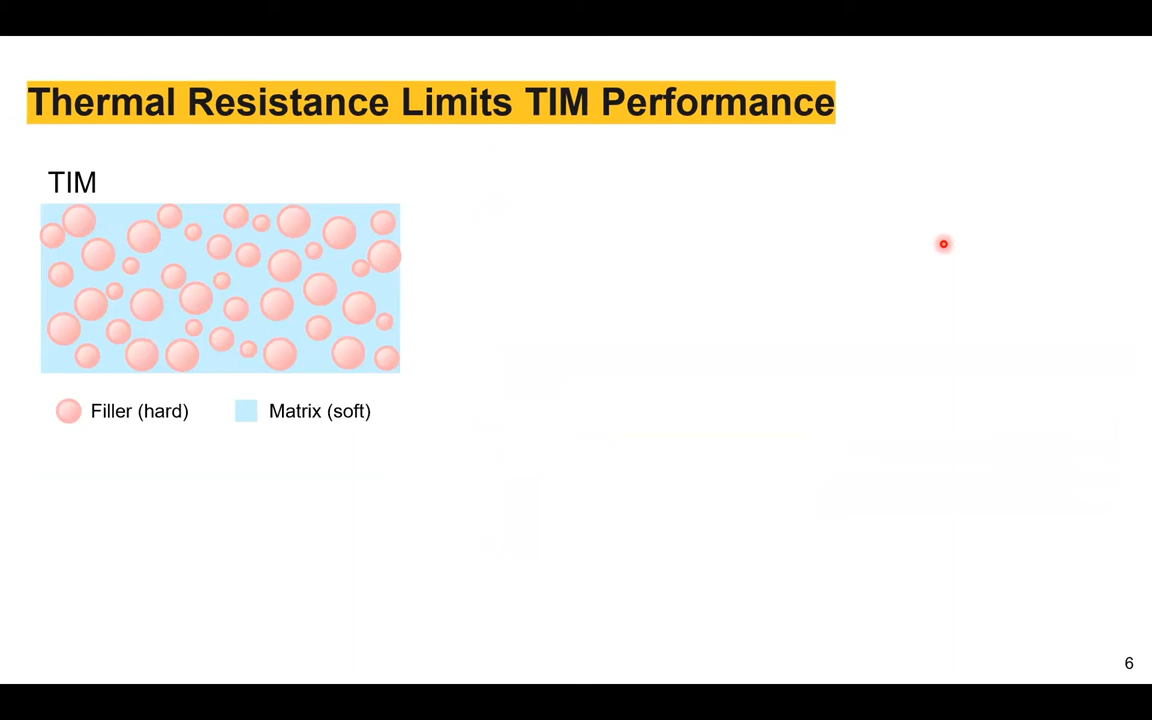 Thermal Resistance Limits TIM Performance
TIM
Filler (hard) Matrix (soft)
6